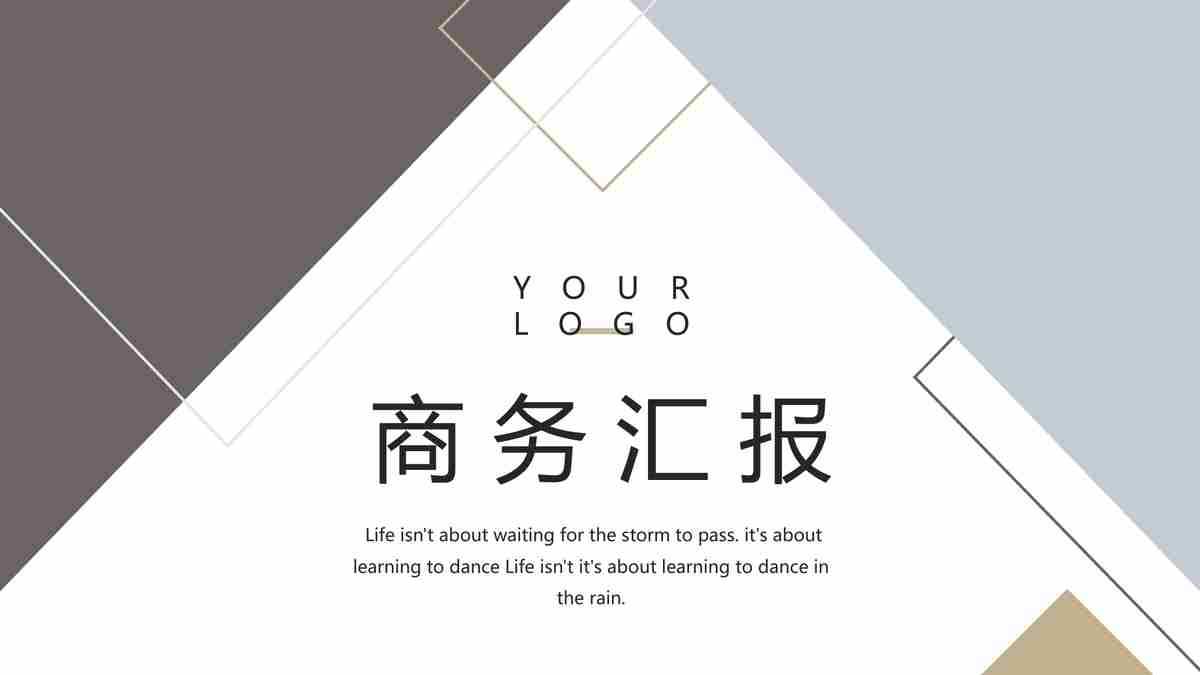 YOUR
LOGO
商务汇报
Life isn't about waiting for the storm to pass. it's about
learning to dance Life isn't it's about learning to dance in
the rain.